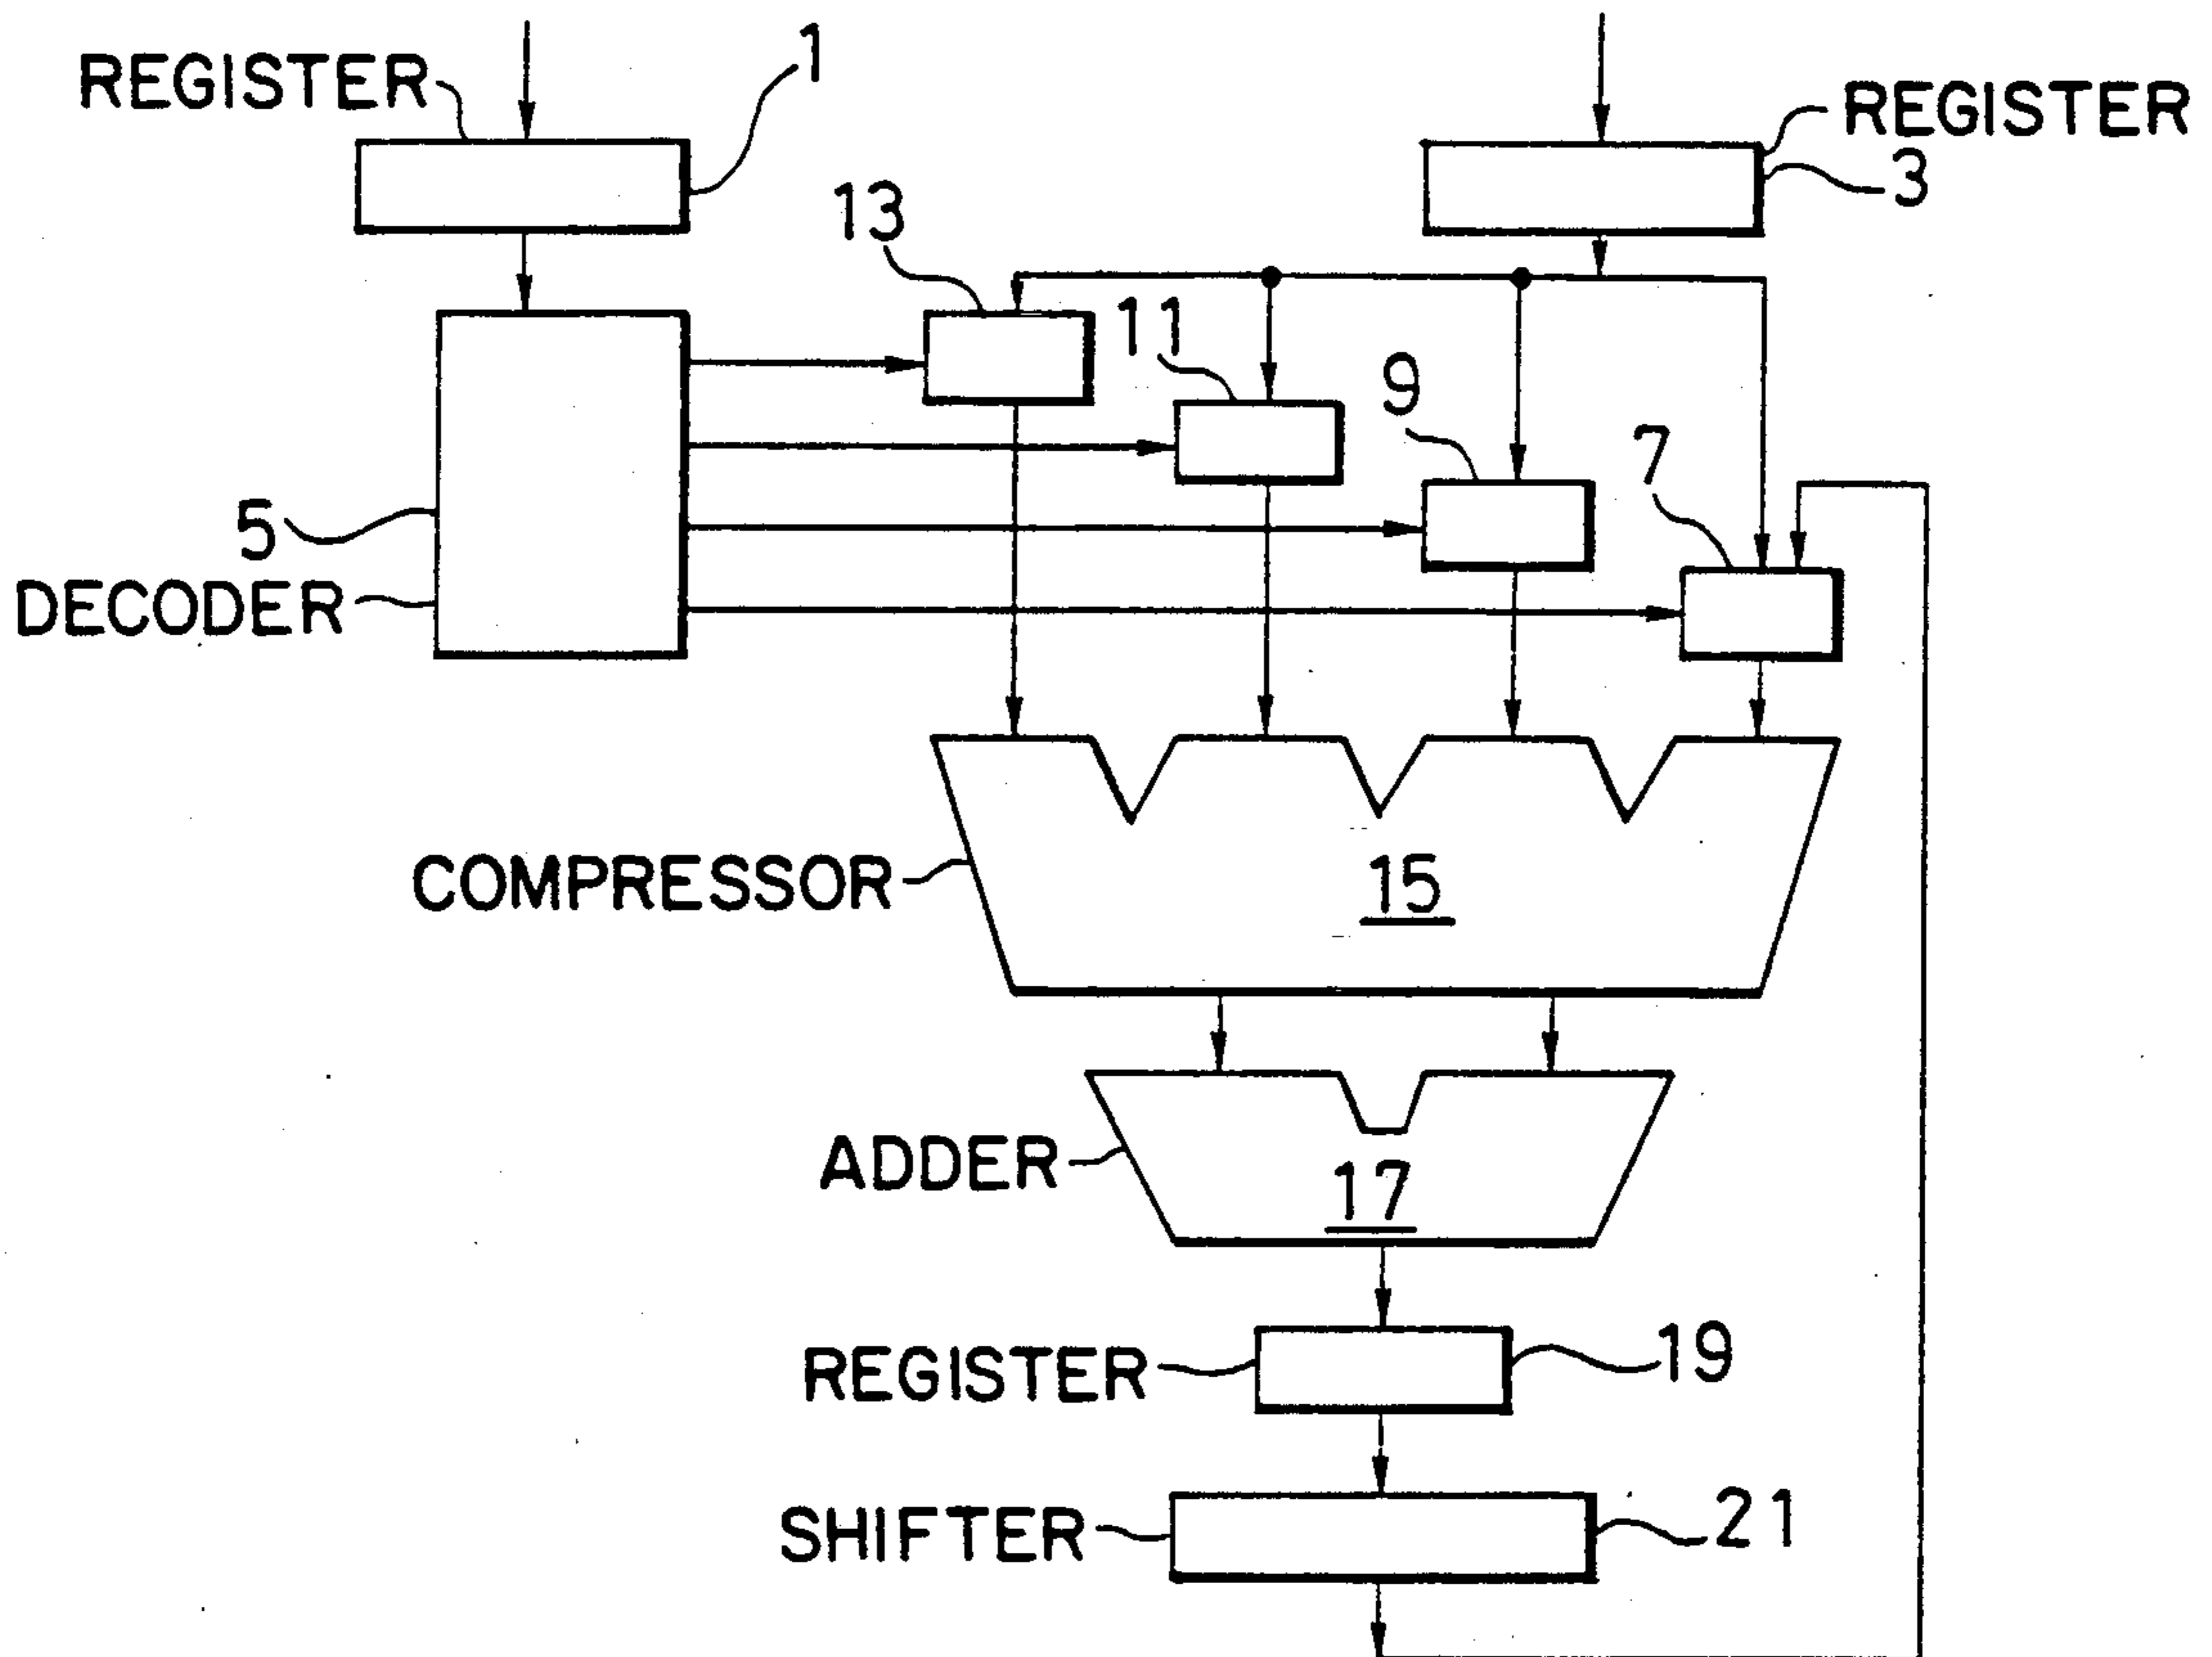 REGISTER
1
REGISTER
3
13
11
9
7
5
DECODER
COMPRESSOR
15
ADDER
17
REGISTER
19
SHIFTER
21